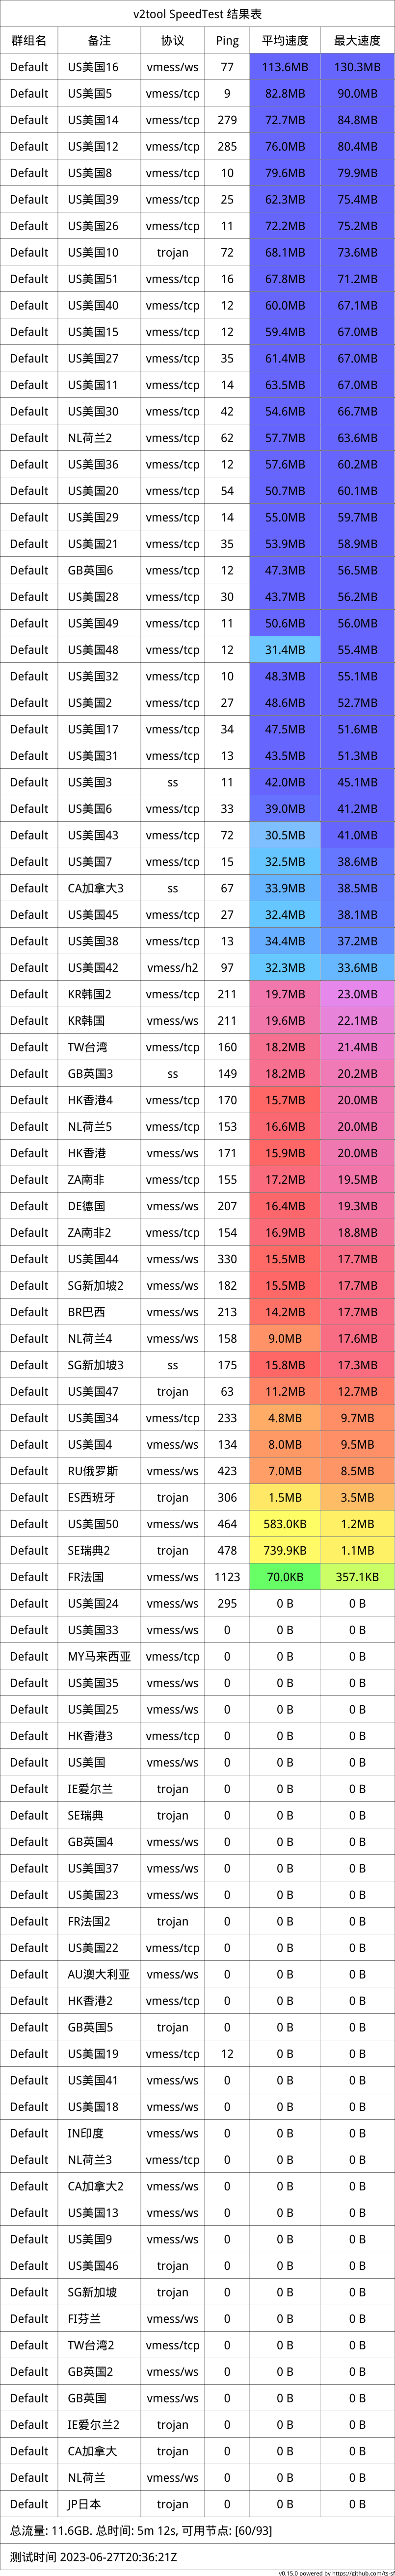 v2tool SpeedTest 结果表
群组名 备注 协议 Ping 平均速度 最大速度
Default US美国16 vmess/ws 77 113.6MB 130.3MB
Default US美国5 vmess/tcp 9 82.8MB 90.0MB
Default US美国14 vmess/tcp 279 72.7MB 84.8MB
Default US美国12 vmess/tcp 285 76.0MB 80.4MB
Default US美国8 vmess/tcp 10 79.6MB 79.9MB
Default US美国39 vmess/tcp 25 62.3MB 75.4MB
Default US美国26 vmess/tcp 11 72.2MB 75.2MB
Default US美国10 trojan 72 68.1MB 73.6MB
Default US美国51 vmess/tcp 16 67.8MB 71.2MB
Default US美国40 vmess/tcp 12 60.0MB 67.1MB
Default US美国15 vmess/tcp 12 59.4MB 67.0MB
Default US美国27 vmess/tcp 35 61.4MB 67.0MB
Default US美国11 vmess/tcp 14 63.5MB 67.0MB
Default US美国30 vmess/tcp 42 54.6MB 66.7MB
Default NL荷兰2 vmess/tcp 62 57.7MB 63.6MB
Default US美国36 vmess/tcp 12 57.6MB 60.2MB
Default US美国20 vmess/tcp 54 50.7MB 60.1MB
Default US美国29 vmess/tcp 14 55.0MB 59.7MB
Default US美国21 vmess/tcp 35 53.9MB 58.9MB
Default GB英国6 vmess/tcp 12 47.3MB 56.5MB
Default US美国28 vmess/tcp 30 43.7MB 56.2MB
Default US美国49 vmess/tcp 11 50.6MB 56.0MB
Default US美国48 vmess/tcp 12 31.4MB 55.4MB
Default US美国32 vmess/tcp 10 48.3MB 55.1MB
Default US美国2 vmess/tcp 27 48.6MB 52.7MB
Default US美国17 vmess/tcp 34 47.5MB 51.6MB
Default US美国31 vmess/tcp 13 43.5MB 51.3MB
Default US美国3 ss 11 42.0MB 45.1MB
Default US美国6 vmess/tcp 33 39.0MB 41.2MB
Default US美国43 vmess/tcp 72 30.5MB 41.0MB
Default US美国7 vmess/tcp 15 32.5MB 38.6MB
Default CA加拿大3 ss 67 33.9MB 38.5MB
Default US美国45 vmess/tcp 27 32.4MB 38.1MB
Default US美国38 vmess/tcp 13 34.4MB 37.2MB
Default US美国42 vmess/h2 97 32.3MB 33.6MB
Default KR韩国2 vmess/tcp 211 19.7MB 23.0MB
Default KR韩国 vmess/ws 211 19.6MB 22.1MB
Default TW台湾 vmess/tcp 160 18.2MB 21.4MB
Default GB英国3 ss 149 18.2MB 20.2MB
Default HK香港4 vmess/tcp 170 15.7MB 20.0MB
Default NL荷兰5 vmess/tcp 153 16.6MB 20.0MB
Default HK香港 vmess/ws 171 15.9MB 20.0MB
Default ZA南非 vmess/tcp 155 17.2MB 19.5MB
Default DE德国 vmess/ws 207 16.4MB 19.3MB
Default ZA南非2 vmess/tcp 154 16.9MB 18.8MB
Default US美国44 vmess/ws 330 15.5MB 17.7MB
Default SG新加坡2 vmess/ws 182 15.5MB 17.7MB
Default BR巴西 vmess/ws 213 14.2MB 17.7MB
Default NL荷兰4 vmess/ws 158 9.0MB 17.6MB
Default SG新加坡3 ss 175 15.8MB 17.3MB
Default US美国47 trojan 63 11.2MB 12.7MB
Default US美国34 vmess/tcp 233 4.8MB 9.7MB
Default US美国4 vmess/ws 134 8.0MB 9.5MB
Default RU俄罗斯 vmess/ws 423 7.0MB 8.5MB
Default ES西班牙 trojan 306 1.5MB 3.5MB
Default US美国50 vmess/ws 464 583.0KB 1.2MB
Default SE瑞典2 trojan 478 739.9KB 1.1MB
Default FR法国 vmess/ws 1123 70.0KB 357.1KB
Default US美国24 vmess/ws 295 0 B 0 B
Default US美国33 vmess/ws 0 0 B 0 B
Default MY马来西亚 vmess/tcp 0 0 B 0 B
Default US美国35 vmess/ws 0 0 B 0 B
Default US美国25 vmess/ws 0 0 B 0 B
Default HK香港3 vmess/tcp 0 0 B 0 B
Default US美国 vmess/ws 0 0 B 0 B
Default IE爱尔兰 trojan 0 0 B 0 B
Default SE瑞典 trojan 0 0 B 0 B
Default GB英国4 vmess/ws 0 0 B 0 B
Default US美国37 vmess/ws 0 0 B 0 B
Default US美国23 vmess/ws 0 0 B 0 B
Default FR法国2 trojan 0 0 B 0 B
Default US美国22 vmess/tcp 0 0 B 0 B
Default AU澳大利亚 vmess/ws 0 0 B 0 B
Default HK香港2 vmess/tcp 0 0 B 0 B
Default GB英国5 trojan 0 0 B 0 B
Default US美国19 vmess/tcp 12 0 B 0 B
Default US美国41 vmess/ws 0 0 B 0 B
Default US美国18 vmess/ws 0 0 B 0 B
Default IN印度 vmess/ws 0 0 B 0 B
Default NL荷兰3 vmess/tcp 0 0 B 0 B
Default CA加拿大2 vmess/ws 0 0 B 0 B
Default US美国13 vmess/ws 0 0 B 0 B
Default US美国9 vmess/ws 0 0 B 0 B
Default US美国46 trojan 0 0 B 0 B
Default SG新加坡 trojan 0 0 B 0 B
Default FI芬兰 vmess/ws 0 0 B 0 B
Default TW台湾2 vmess/tcp 0 0 B 0 B
Default GB英国2 vmess/ws 0 0 B 0 B
Default GB英国 vmess/ws 0 0 B 0 B
Default IE爱尔兰2 trojan 0 0 B 0 B
Default CA加拿大 trojan 0 0 B 0 B
Default NL荷兰 vmess/ws 0 0 B 0 B
Default JP日本 trojan 0 0 B 0 B
总流量: 11.6GB. 总时间: 5m 12s, 可用节点: [60/93]
测试时间 2023-06-27T20:36:21Z
v0.15.0 powered by https://github.com/ts-sf